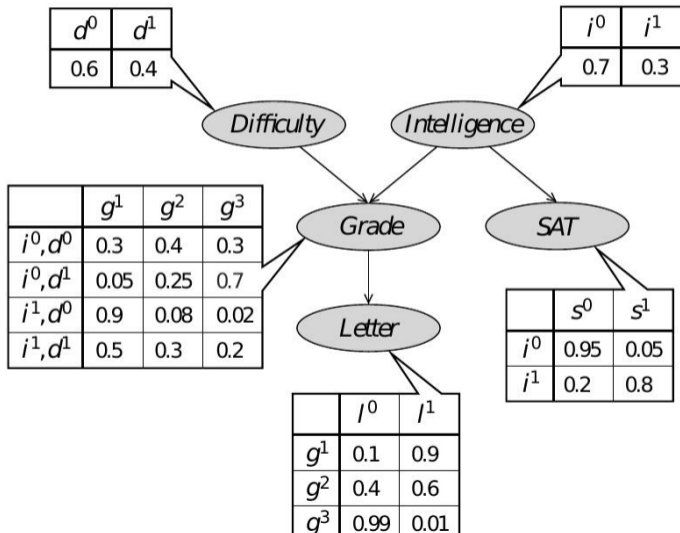 d⁰ d¹
0.6 0.4
i⁰ i¹
0.7 0.3
Difficulty
Intelligence
g¹ g² g³
i⁰,d⁰ 0.3 0.4 0.3
i⁰,d¹ 0.05 0.25 0.7
i¹,d⁰ 0.9 0.08 0.02
i¹,d¹ 0.5 0.3 0.2
Grade
SAT
s⁰ s¹
i⁰ 0.95 0.05
i¹ 0.2 0.8
Letter
l⁰ l¹
g¹ 0.1 0.9
g² 0.4 0.6
g³ 0.99 0.01